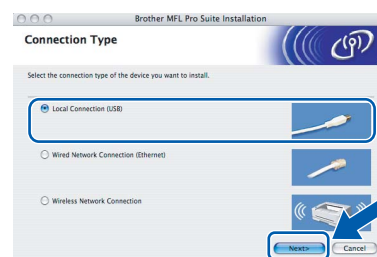 Brother MFL Pro Suite Installation
Connection Type
Select the connection type of the device you want to install.
Local Connection (USB)
Wired Network Connection (Ethernet)
Wireless Network Connection
Next> Cancel